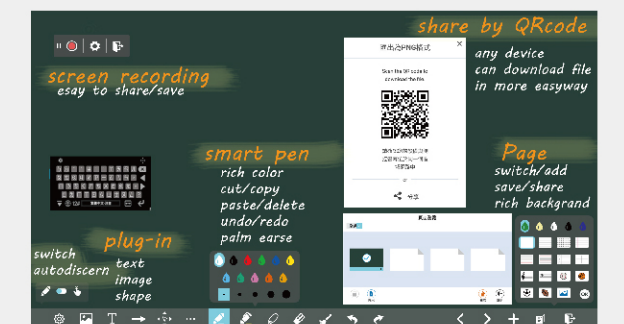 share by QRcode
any device
can download file
in more easyway
screen recording
esay to share/save
Scan the QR code to
download the file
smart pen
rich color
cut/copy
paste/delete
undo/redo
palm earse
Page
switch/add
save/share
rich backgrand
plug-in
text
image
shape
switch
autodiscern